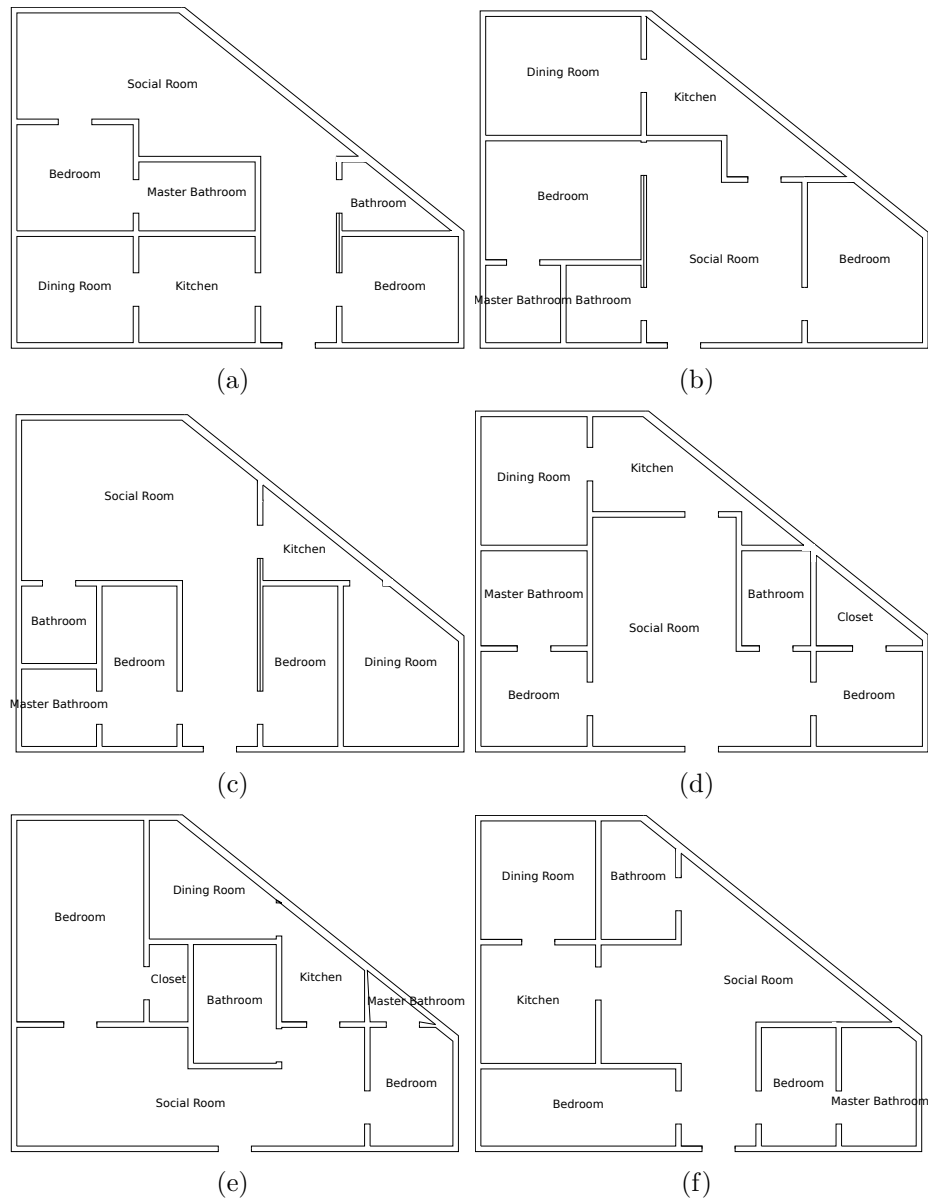 Social Room
Bedroom
Master Bathroom
Bathroom
Dining Room
Kitchen
Bedroom
(a)
Dining Room
Kitchen
Bedroom
Social Room
Bedroom
Master Bathroom
Bathroom
(b)
Social Room
Kitchen
Bathroom
Bedroom
Bedroom
Dining Room
Master Bathroom
(c)
Dining Room
Kitchen
Master Bathroom
Bathroom
Closet
Social Room
Bedroom
Bedroom
(d)
Dining Room
Bedroom
Closet
Kitchen
Bathroom
Master Bathroom
Bedroom
Social Room
(e)
Dining Room
Bathroom
Social Room
Kitchen
Bedroom
Master Bathroom
Bedroom
(f)